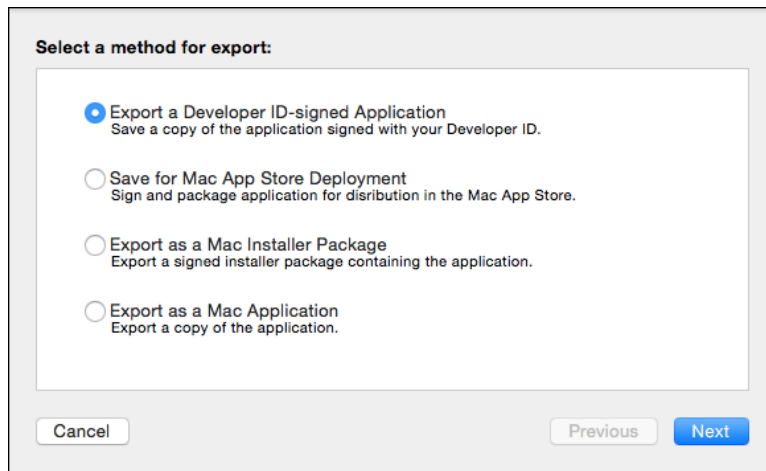 Select a method for export:
Export a Developer ID-signed Application
Save a copy of the application signed with your Developer ID.
Save for Mac App Store Deployment
Sign and package application for disribution in the Mac App Store.
Export as a Mac Installer Package
Export a signed installer package containing the application.
Export as a Mac Application
Export a copy of the application.
Cancel Previous Next